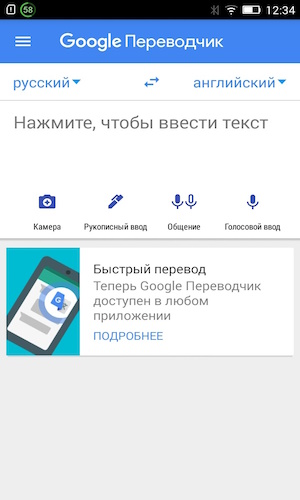 58 12:34
Google Переводчик
русский английский
Нажмите, чтобы ввести текст
Камера Рукописный ввод Общение Голосовой ввод
Быстрый перевод
Теперь Google Переводчик
доступен в любом
приложении
ПОДРОБНЕЕ